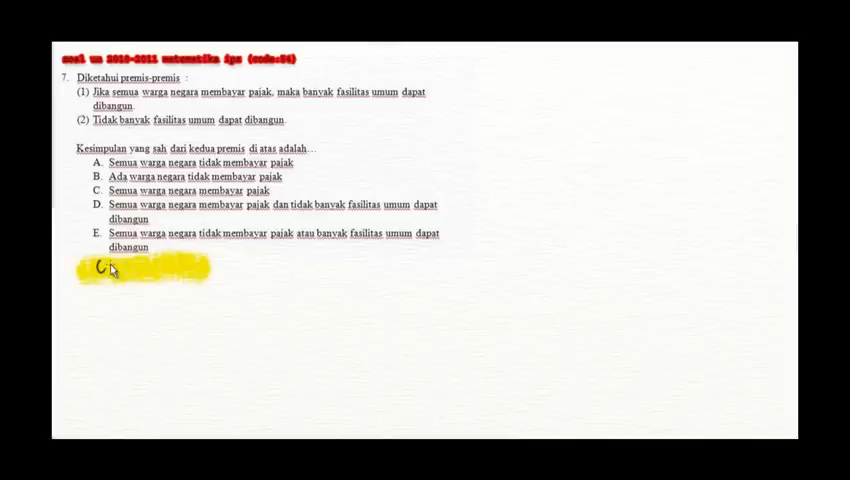 soal un 2010-2011 matematika ips (code:54)
7. Diketahui premis-premis :
(1) Jika semua warga negara membayar pajak, maka banyak fasilitas umum dapat
dibangun.
(2) Tidak banyak fasilitas umum dapat dibangun.
Kesimpulan yang sah dari kedua premis di atas adalah…
A. Semua warga negara tidak membayar pajak
B. Ada warga negara tidak membayar pajak
C. Semua warga negara membayar pajak
D. Semua warga negara membayar pajak dan tidak banyak fasilitas umum dapat
dibangun
E. Semua warga negara tidak membayar pajak atau banyak fasilitas umum dapat
dibangun